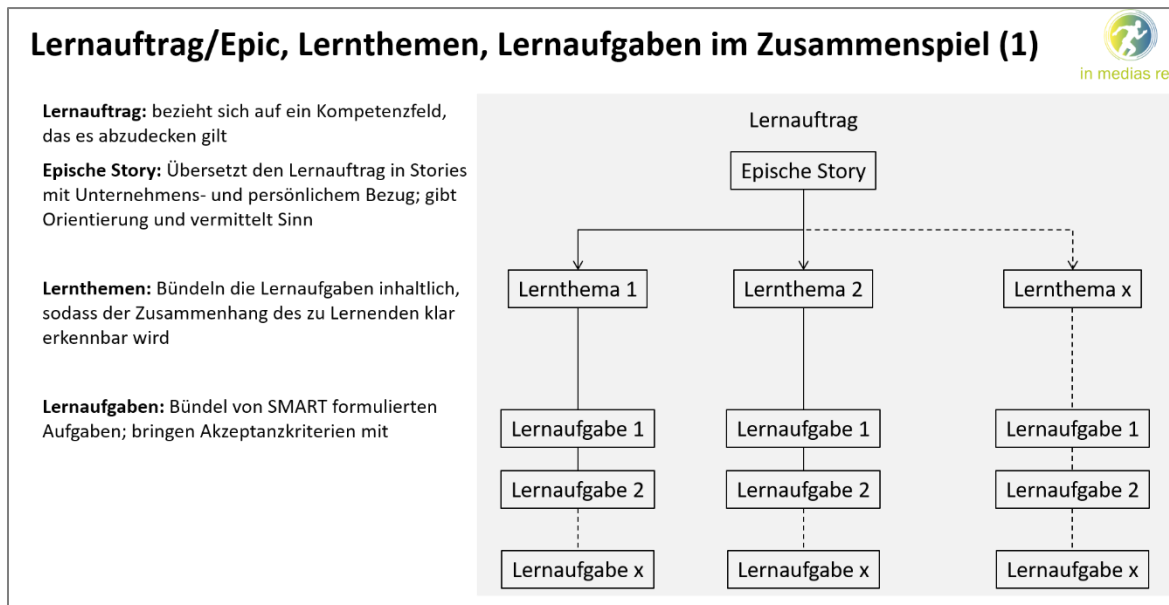 Lernauftrag/Epic, Lernthemen, Lernaufgaben im Zusammenspiel (1)
in medias re
Lernauftrag: bezieht sich auf ein Kompetenzfeld,
das es abzudecken gilt
Epische Story: Übersetzt den Lernauftrag in Stories
mit Unternehmens- und persönlichem Bezug; gibt
Orientierung und vermittelt Sinn
Lernthemen: Bündeln die Lernaufgaben inhaltlich,
sodass der Zusammenhang des zu Lernenden klar
erkennbar wird
Lernaufgaben: Bündel von SMART formulierten
Aufgaben; bringen Akzeptanzkriterien mit
Lernauftrag
Epische Story
Lernthema 1
Lernthema 2
Lernthema x
Lernaufgabe 1
Lernaufgabe 1
Lernaufgabe 1
Lernaufgabe 2
Lernaufgabe 2
Lernaufgabe 2
Lernaufgabe x
Lernaufgabe x
Lernaufgabe x